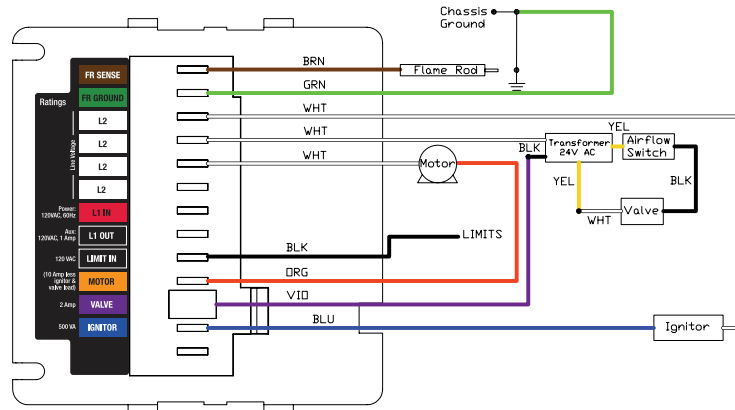 Chassis
Ground
BRN
Flame Rod
FR SENSE
GRN
FR GROUND
Ratings
WHT
L2
WHT
L2
Line Voltage
BLK
Transformer
24V AC
YEL
Airflow
Switch
WHT
Motor
L2
YEL
BLK
L2
WHT
Valve
Power:
120VAC, 60Hz
L1 IN
Aux:
120VAC, 1 Amp
L1 OUT
LIMITS
BLK
120 VAC
LIMIT IN
ORG
(10 Amp less
ignitor &
valve load)
MOTOR
VIO
2 Amp
VALVE
BLU
500 VA
IGNITOR
Ignitor